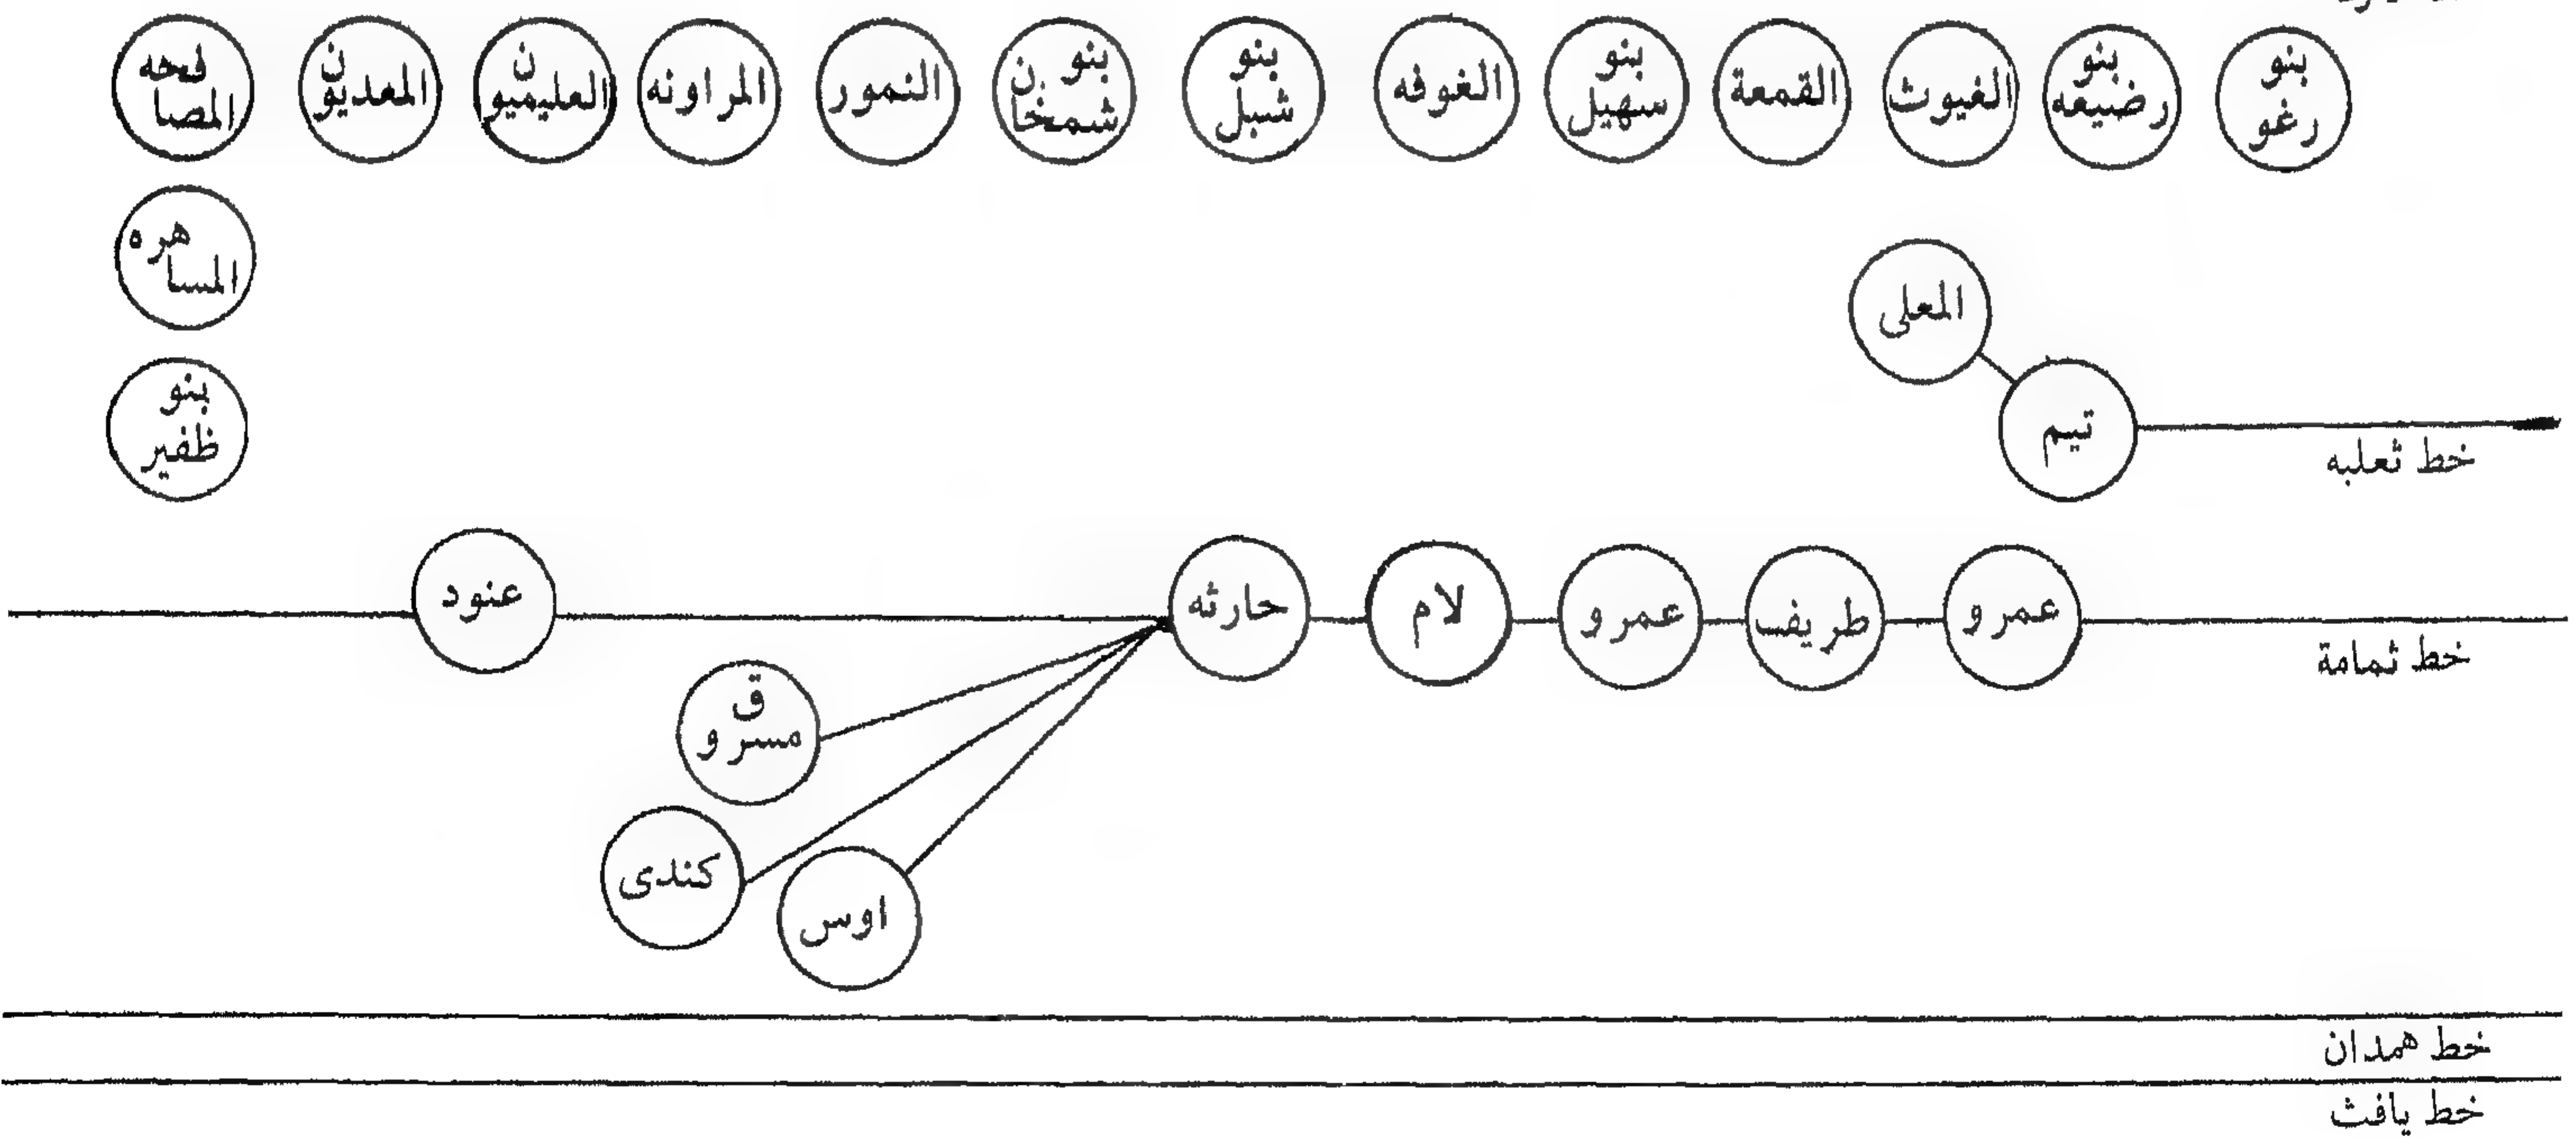 بنو رغو
بنو رضيعه
الغيوث
القمعة
بنو سهيل
الغوفه
بنو شبل
بنو شمخان
النمور
المراونه
العليميون
المعديون
المصافحه
المساهره
المعلى
بنو ظفير
تيم
خط ثعلبه
عمرو
طريف
عمرو
لام
حارثه
عنود
خط ثمامة
مسروق
كندى
اوس
خط همدان
خط يافث